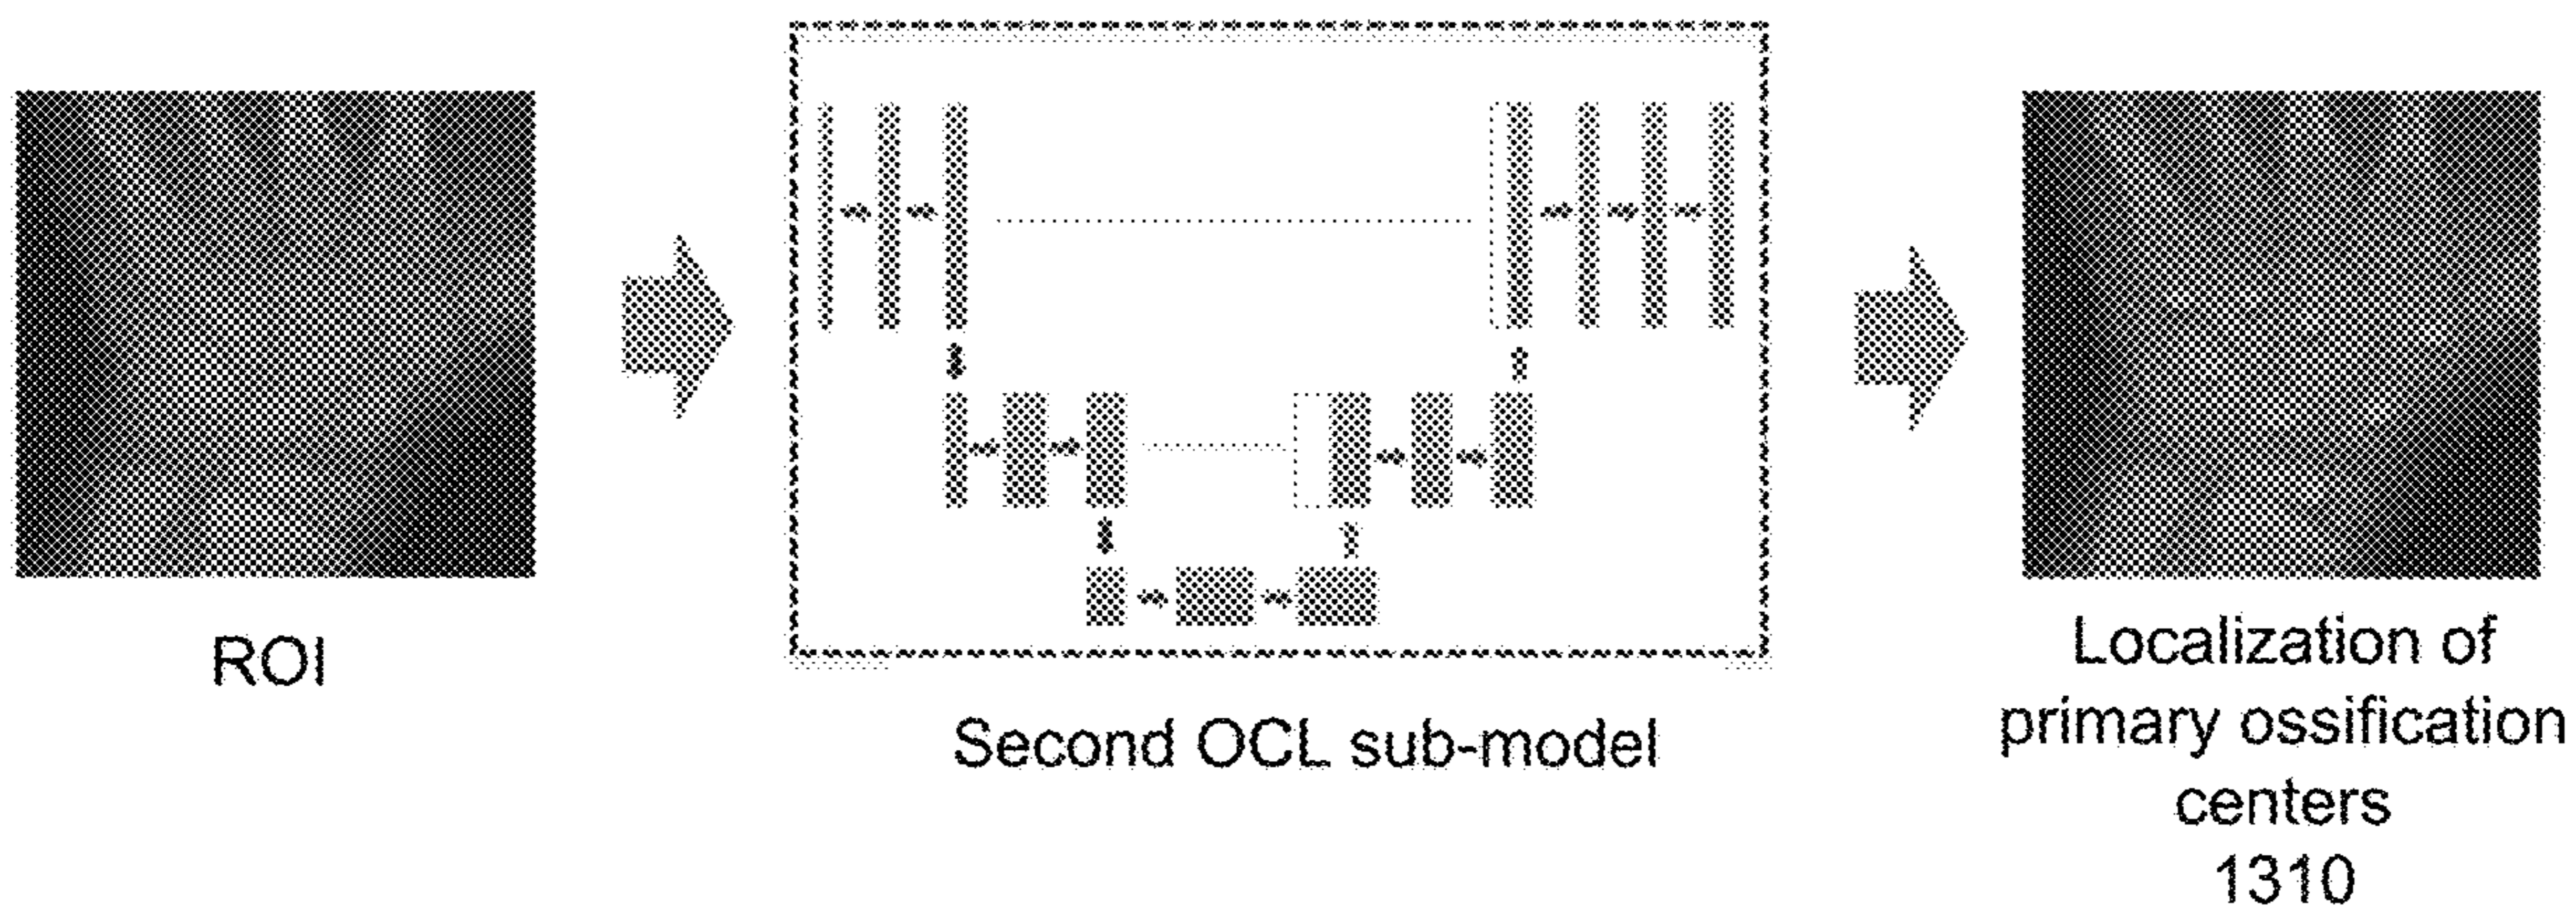 ROI
Second OCL sub-model
Localization of
primary ossification
centers
1310